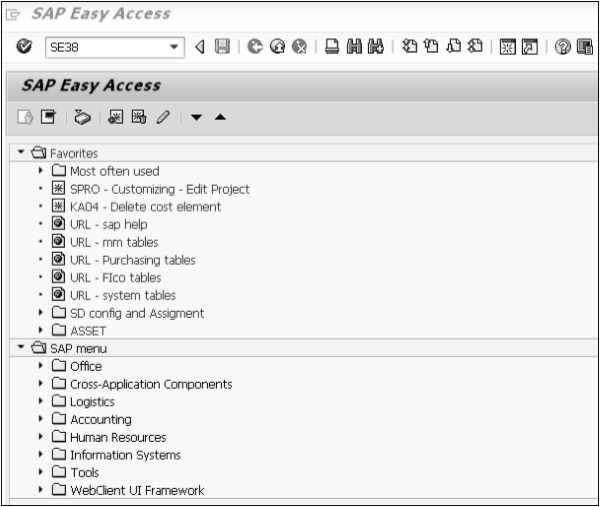 SAP Easy Access
SE38
SAP Easy Access
Favorites
Most often used
SPRO - Customizing - Edit Project
KA04 - Delete cost element
URL - sap help
URL - mm tables
URL - Purchasing tables
URL - FIco tables
URL - system tables
SD config and Assigment
ASSET
SAP menu
Office
Cross-Application Components
Logistics
Accounting
Human Resources
Information Systems
Tools
WebClient UI Framework